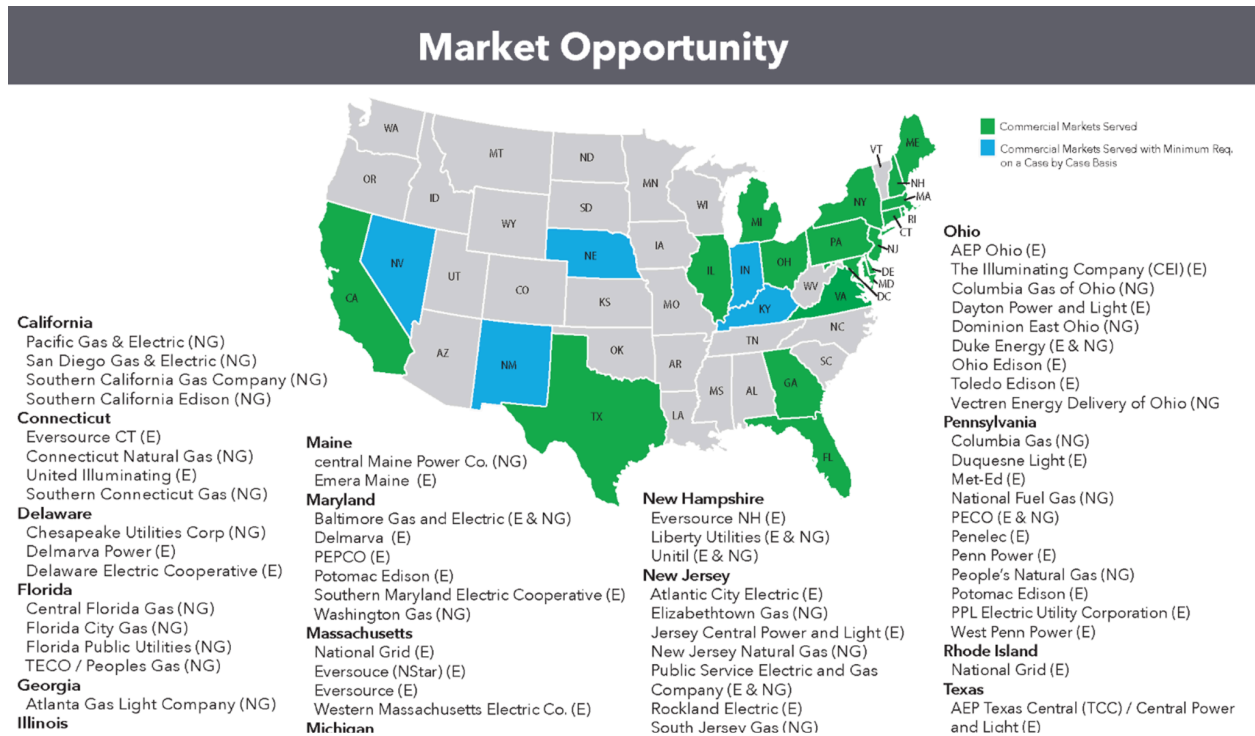 Market Opportunity
Commercial Markets Served
Commercial Markets Served with Minimum Req.
on a Case by Case Basis
WA
OR
ID
MT
ND
SD
WY
MN
WI
IA
NE
NV
UT
CO
CA
AZ
NM
KS
MO
OK
AR
TX
LA
MS
AL
TN
KY
IL
IN
OH
MI
WV
VA
NC
SC
GA
FL
PA
NY
VT
ME
NH
MA
RI
CT
NJ
DE
MD
DC
California
Pacific Gas & Electric (NG)
San Diego Gas & Electric (NG)
Southern California Gas Company (NG)
Southern California Edison (NG)
Connecticut
Eversource CT (E)
Connecticut Natural Gas (NG)
United Illuminating (E)
Southern Connecticut Gas (NG)
Delaware
Chesapeake Utilities Corp (NG)
Delmarva Power (E)
Delaware Electric Cooperative (E)
Florida
Central Florida Gas (NG)
Florida City Gas (NG)
Florida Public Utilities (NG)
TECO / Peoples Gas (NG)
Georgia
Atlanta Gas Light Company (NG)
Illinois
Maine
central Maine Power Co. (NG)
Emera Maine (E)
Maryland
Baltimore Gas and Electric (E & NG)
Delmarva (E)
PEPCO (E)
Potomac Edison (E)
Southern Maryland Electric Cooperative (E)
Washington Gas (NG)
Massachusetts
National Grid (E)
Eversouce (NStar) (E)
Eversource (E)
Western Massachusetts Electric Co. (E)
Michigan
New Hampshire
Eversource NH (E)
Liberty Utilities (E & NG)
Unitil (E & NG)
New Jersey
Atlantic City Electric (E)
Elizabethtown Gas (NG)
Jersey Central Power and Light (E)
New Jersey Natural Gas (NG)
Public Service Electric and Gas
Company (E & NG)
Rockland Electric (E)
South Jersey Gas (NG)
Ohio
AEP Ohio (E)
The Illuminating Company (CEI) (E)
Columbia Gas of Ohio (NG)
Dayton Power and Light (E)
Dominion East Ohio (NG)
Duke Energy (E & NG)
Ohio Edison (E)
Toledo Edison (E)
Vectren Energy Delivery of Ohio (NG
Pennsylvania
Columbia Gas (NG)
Duquesne Light (E)
Met-Ed (E)
National Fuel Gas (NG)
PECO (E & NG)
Penelec (E)
Penn Power (E)
People's Natural Gas (NG)
Potomac Edison (E)
PPL Electric Utility Corporation (E)
West Penn Power (E)
Rhode Island
National Grid (E)
Texas
AEP Texas Central (TCC) / Central Power
and Light (E)